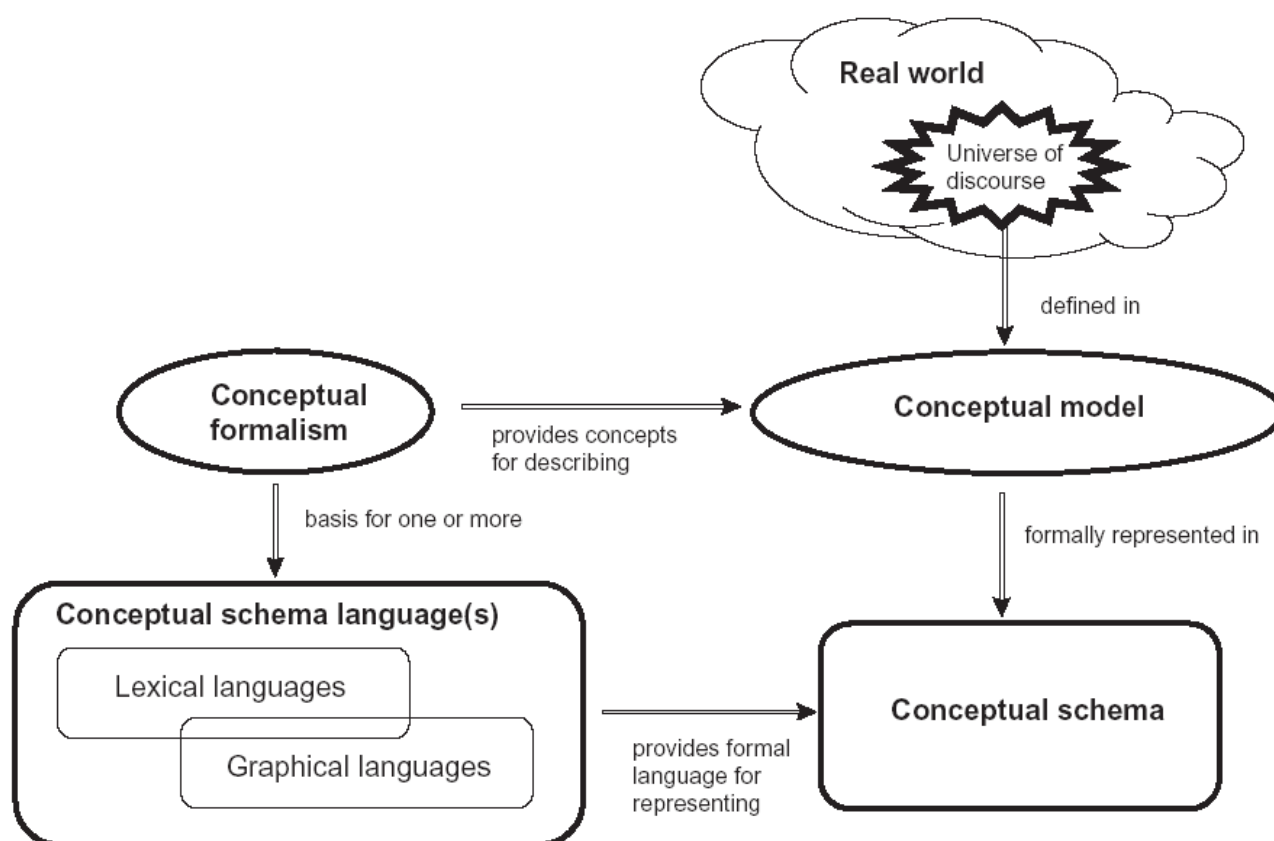 Real world
Universe of
discourse
defined in
Conceptual
formalism
provides concepts
for describing
Conceptual model
basis for one or more
formally represented in
Conceptual schema language(s)
Lexical languages
Graphical languages
provides formal
language for
representing
Conceptual schema